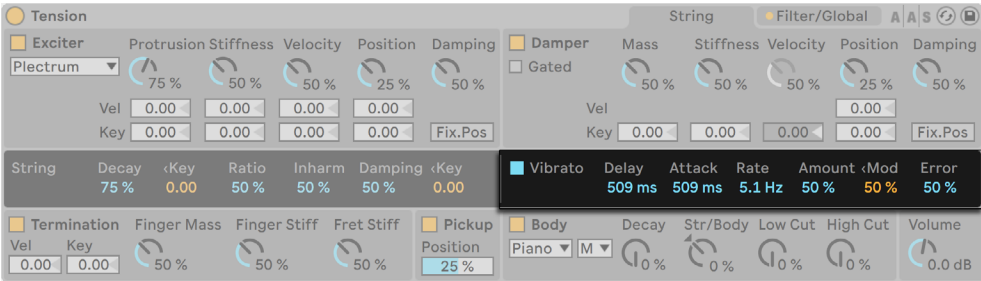 Tension String Filter/Global AAS
Exciter Protrusion Stiffness Velocity Position Damping
Plectrum
75 % 50 % 50 % 25 % 50 %
Vel 0.00 0.00 0.00 0.00
Key 0.00 0.00 0.00 0.00 Fix.Pos
Damper Mass Stiffness Velocity Position Damping
Gated
50 % 50 % 50 % 25 % 50 %
Vel 0.00
Key 0.00 0.00 0.00 0.00 Fix.Pos
String Decay ‹Key Ratio Inharm Damping ‹Key
75 % 0.00 50 % 50 % 50 % 0.00
Vibrato Delay Attack Rate Amount ‹Mod Error
509 ms 509 ms 5.1 Hz 50 % 50 % 50 %
Termination Finger Mass Finger Stiff Fret Stiff
Vel Key
0.00 0.00 50 % 50 % 50 %
Pickup
Position
25 %
Body Decay Str/Body Low Cut High Cut
Piano M
0 % 0 % 0 % 0 %
Volume
0.0 dB